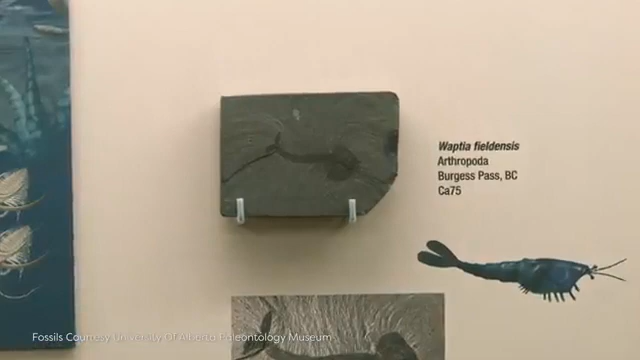 Waptia fieldensis
Arthropoda
Burgess Pass, BC
Ca75
Fossils Courtesy University Of Alberta Paleontology Museum